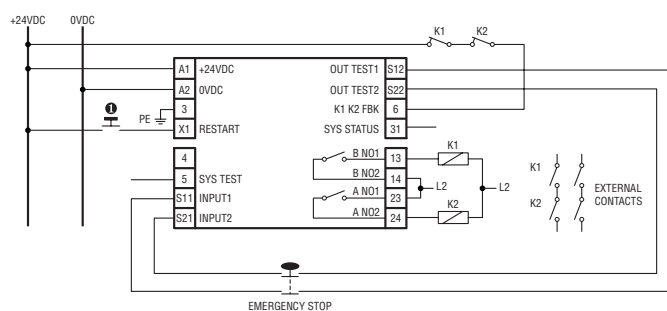 +24VDC 0VDC
K1 K2
A1 +24VDC OUT TEST1 S12
A2 0VDC OUT TEST2 S22
PE 3 K1 K2 FBK 6
❶ X1 RESTART SYS STATUS 31
4 B NO1 13 K1
5 SYS TEST B NO2 14
S11 INPUT1 A NO1 23 L2 L2
S21 INPUT2 A NO2 24 K2
K1
K2
EXTERNAL
CONTACTS
EMERGENCY STOP